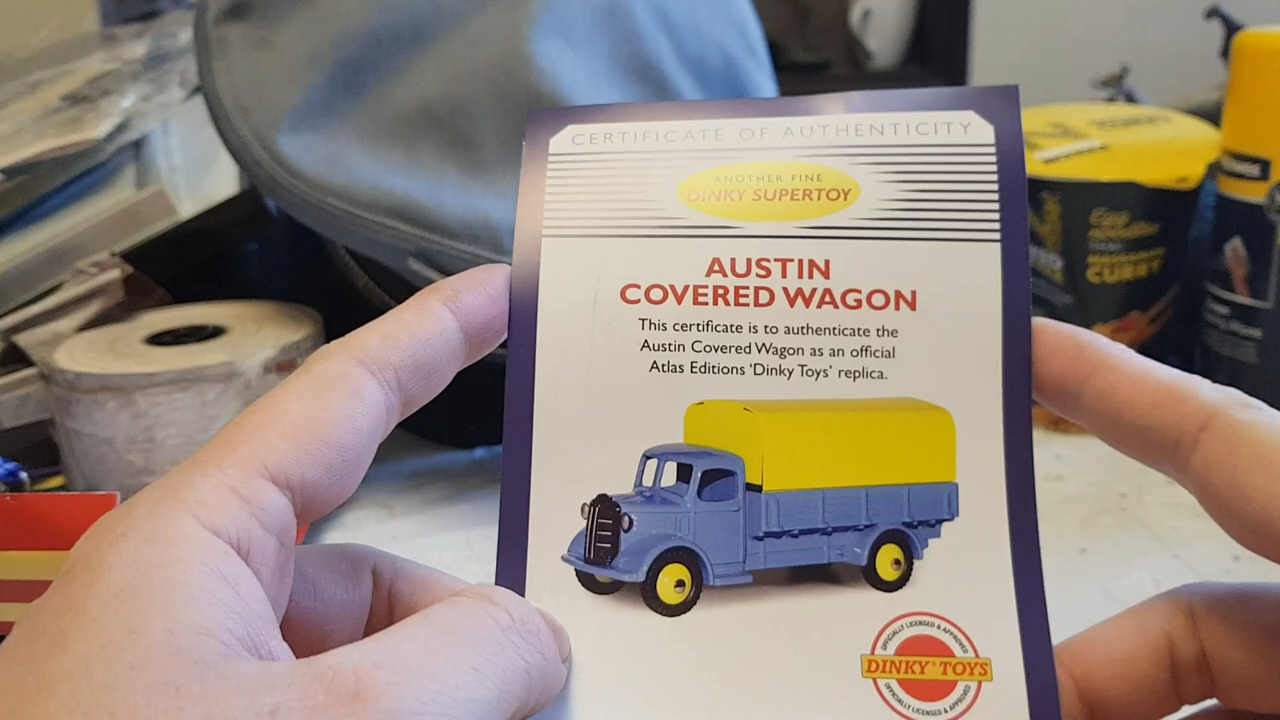 CERTIFICATE OF AUTHENTICITY
ANOTHER FINE
DINKY SUPERTOY
AUSTIN
COVERED WAGON
This certificate is to authenticate the
Austin Covered Wagon as an official
Atlas Editions 'Dinky Toys' replica.
OFFICIALLY LICENSED & APPROVED
DINKY® TOYS
OFFICIALLY LICENSED & APPROVED
CURRY